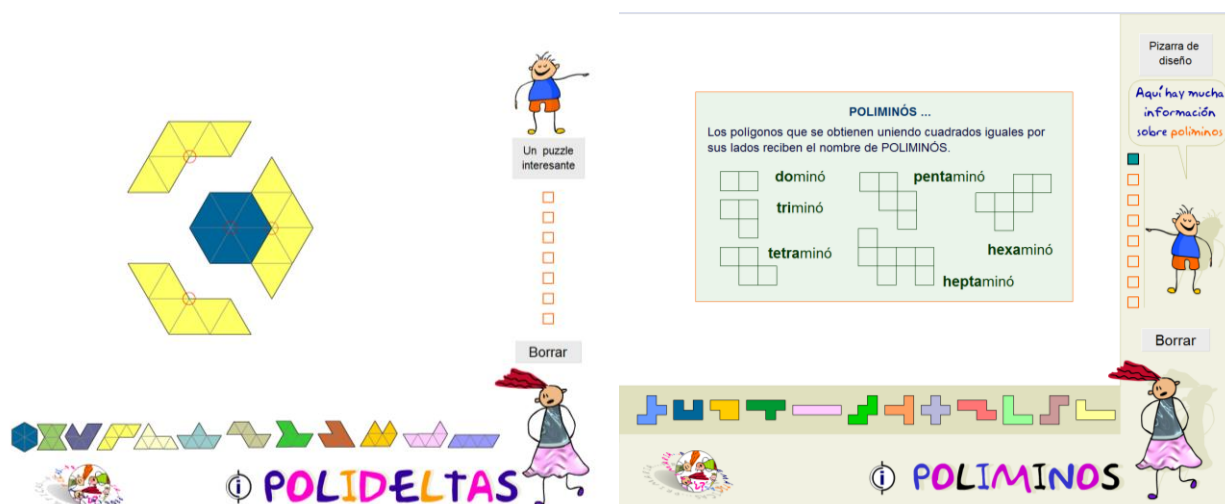 Un puzzle
interesante
Borrar
POLIDELTAS
Pizarra de
diseño
Aquí hay mucha
información
sobre poliminos
POLIMINÓS ...
Los polígonos que se obtienen uniendo cuadrados iguales por
sus lados reciben el nombre de POLIMINÓS.
dominó
pentaminó
triminó
tetraminó
hexaminó
heptaminó
Borrar
i POLIMINOS